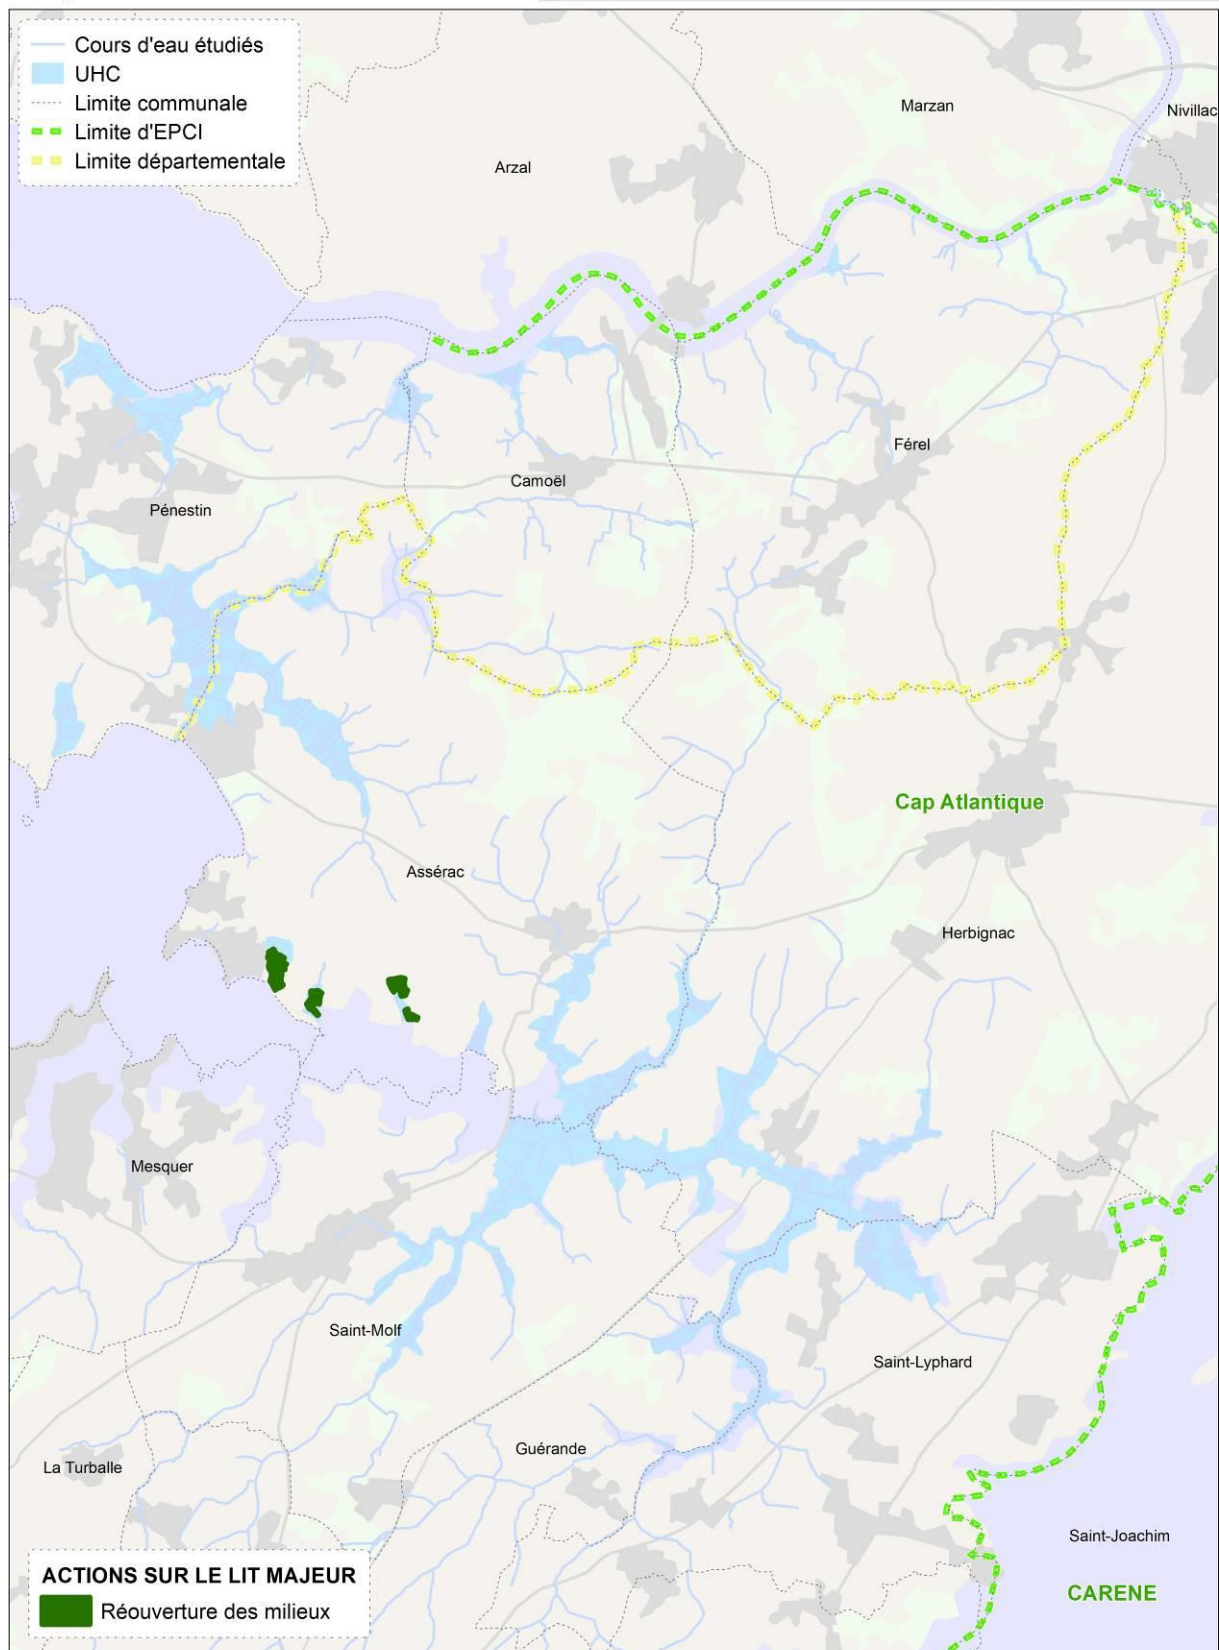 Cours d'eau étudiés
UHC
Limite communale
Limite d'EPCI
Limite départementale
Marzan
Nivillac
Arzal
Férel
Camoël
Pénestin
Cap Atlantique
Assérac
Herbignac
Mesquer
Saint-Molf
Saint-Lyphard
Guérande
La Turballe
Saint-Joachim
CARENE
ACTIONS SUR LE LIT MAJEUR
Réouverture des milieux